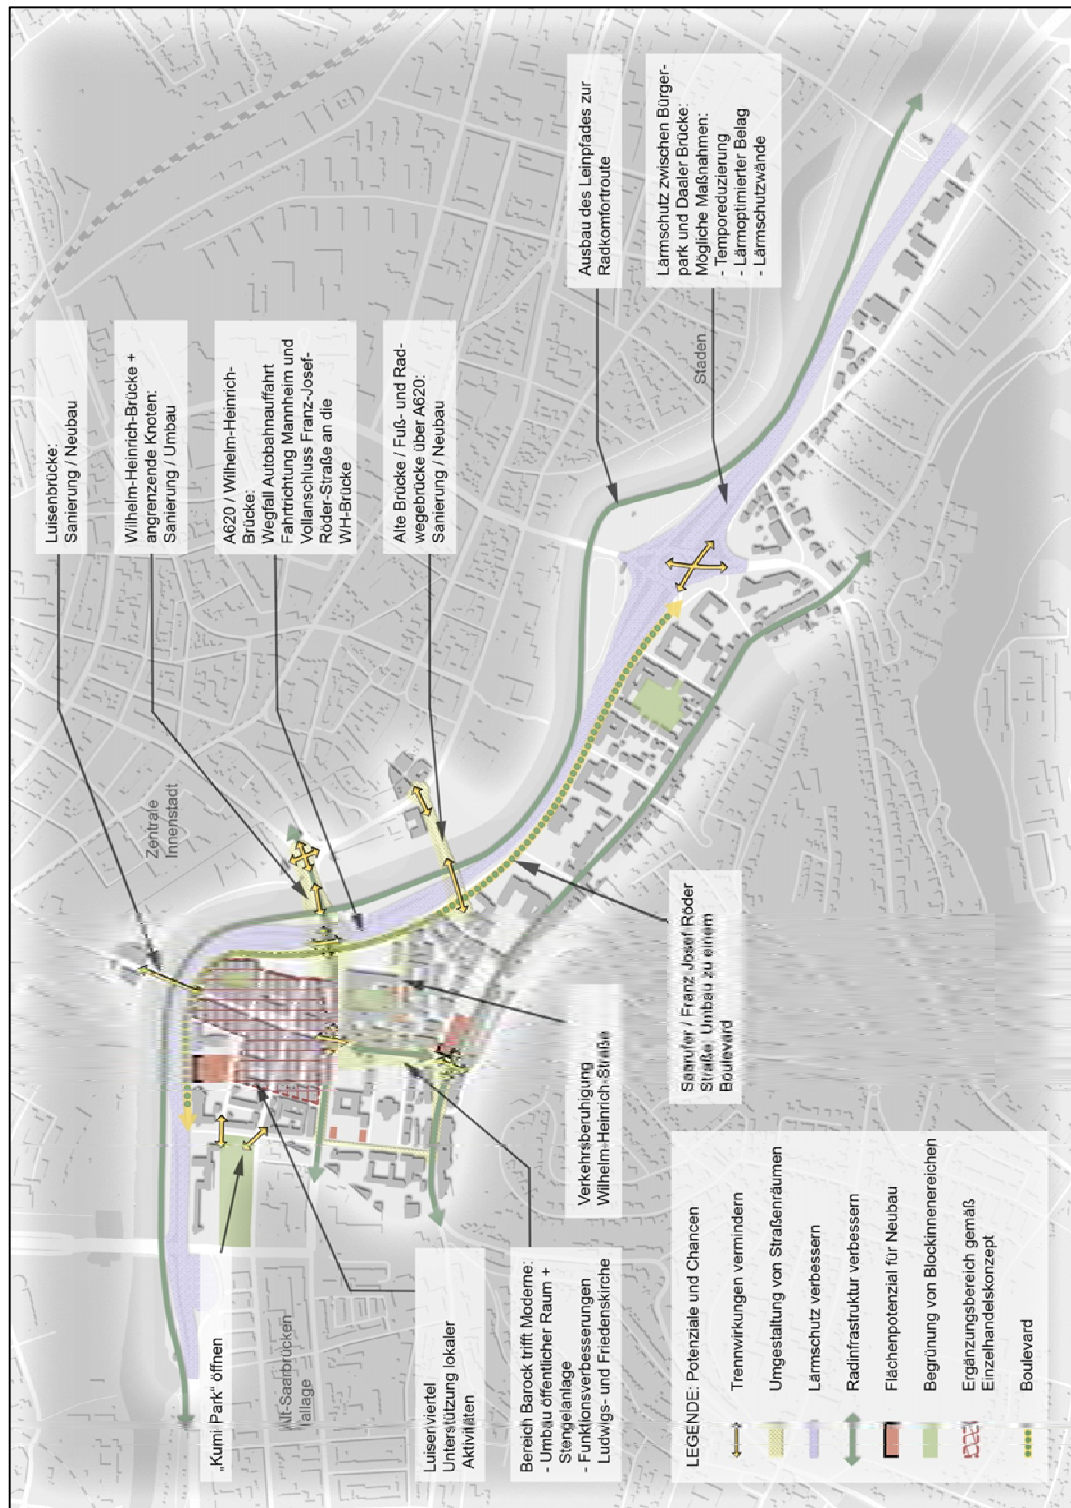 Luisenbrücke:
Sanierung / Neubau
Wilhelm-Heinrich-Brücke +
angrenzende Knoten:
Sanierung / Umbau
A620 / Wilhelm-Heinrich-
Brücke:
Wegfall Autobahnauffahrt
Fahrtrichtung Mannheim und
Vollanschluss Franz-Josef-
Röder-Straße an die
WH-Brücke
Alte Brücke / Fuß- und Rad-
wegebrücke über A620:
Sanierung / Neubau
Ausbau des Leinpfades zur
Radkomfortroute
Lärmschutz zwischen Bürger-
park und Daaler Brücke:
Mögliche Maßnahmen:
- Temporeduzierung
- Lärmoptimierter Belag
- Lärmschutzwände
Zentrale
Innenstadt
Staden
„Kumi Park“ öffnen
Alt-Saarbrücken
Tallage
Luisenviertel
Unterstützung lokaler
Aktivitäten
Bereich Barock trifft Moderne:
- Umbau öffentlicher Raum +
Stengelanlage
- Funktionsverbesserungen
Ludwigs- und Friedenskirche
Verkehrsberuhigung
Wilhelm-Heinrich-Straße
Saarufer / Franz Josef Röder
Straße: Umbau zu einem
Boulevard
LEGENDE: Potenziale und Chancen
Trennwirkungen vermindern
Umgestaltung von Straßenräumen
Lärmschutz verbessern
Radinfrastruktur verbessern
Flächenpotenzial für Neubau
Begrünung von Blockinnenereichen
Ergänzungsbereich gemäß
Einzelhandelskonzept
Boulevard